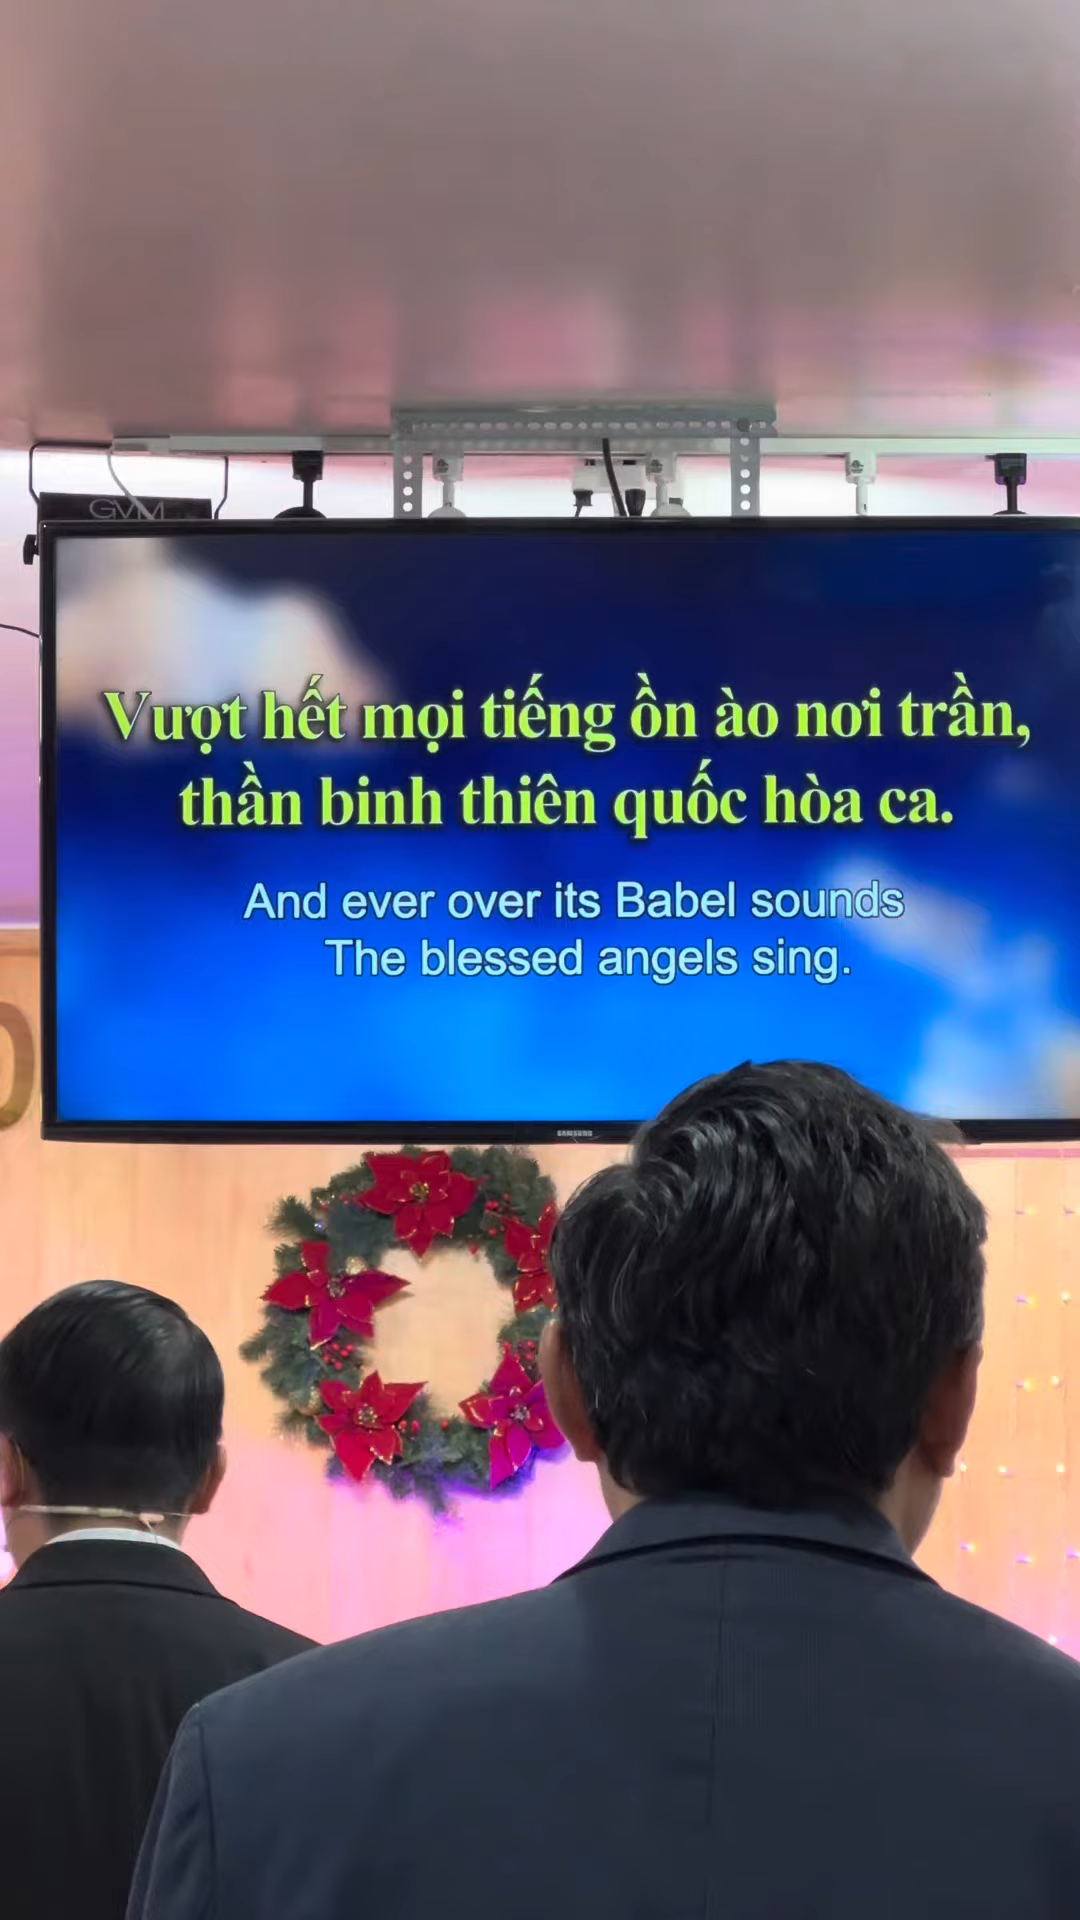 GVM
Vượt hết mọi tiếng ồn ào nơi trần,
thần binh thiên quốc hòa ca.
And ever over its Babel sounds
The blessed angels sing.
SAMSUNG